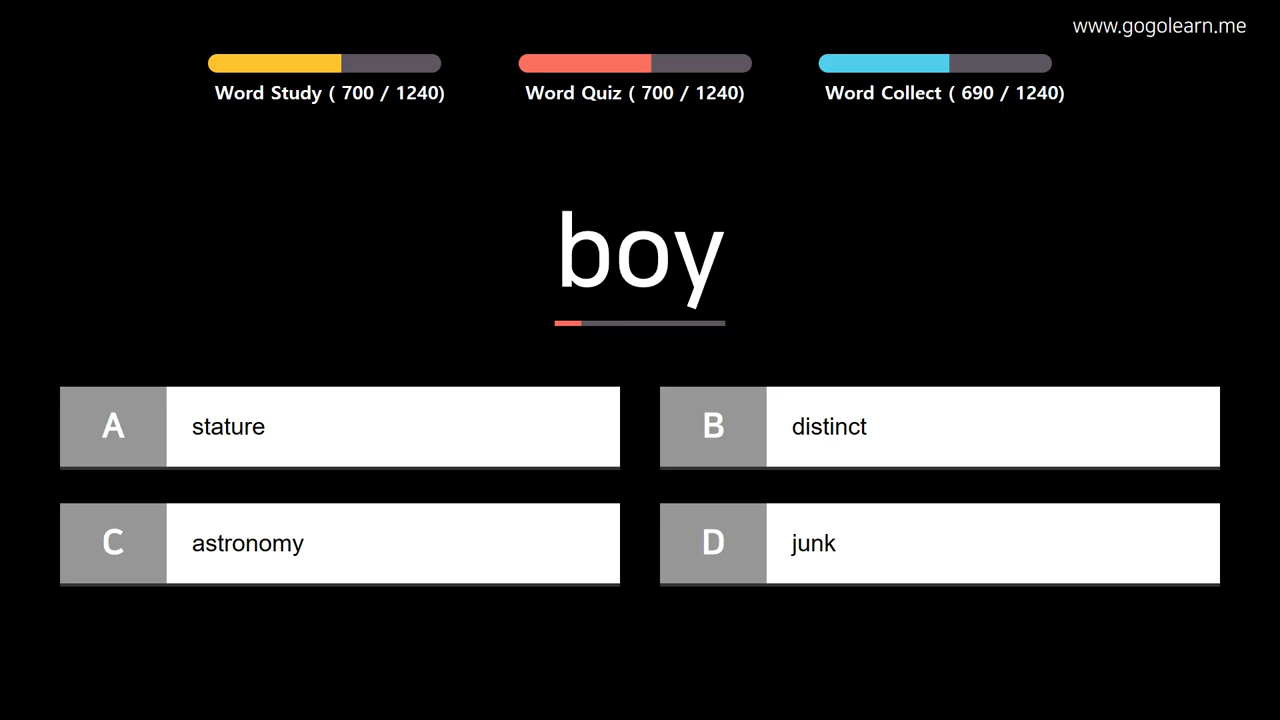 www.gogolearn.me
Word Study ( 700 / 1240)
Word Quiz ( 700 / 1240)
Word Collect ( 690 / 1240)
boy
A stature
B distinct
C astronomy
D junk